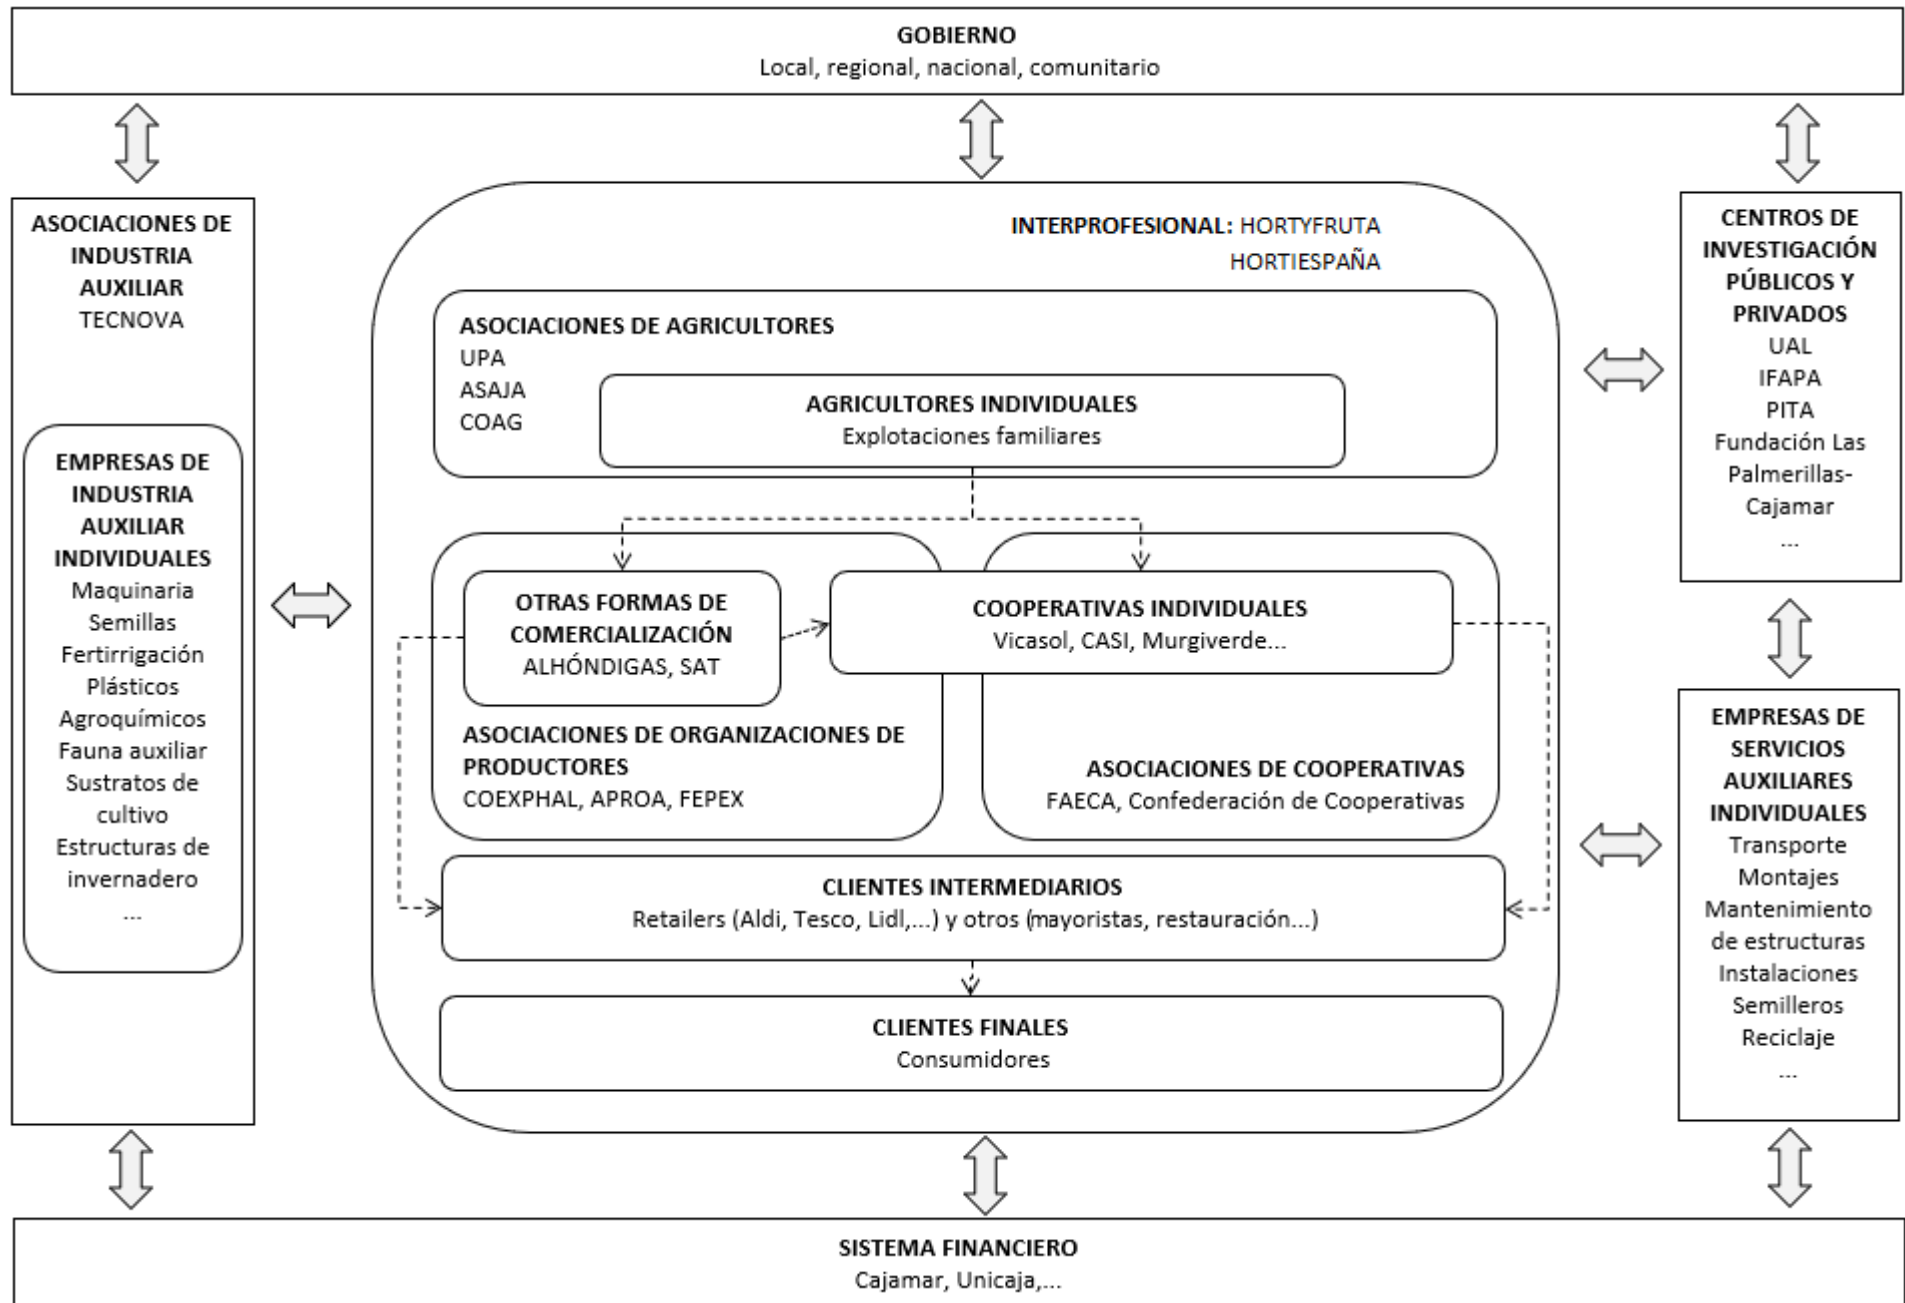 GOBIERNO
Local, regional, nacional, comunitario
ASOCIACIONES DE
INDUSTRIA
AUXILIAR
TECNOVA
EMPRESAS DE
INDUSTRIA
AUXILIAR
INDIVIDUALES
Maquinaria
Semillas
Fertirrigación
Plásticos
Agroquímicos
Fauna auxiliar
Sustratos de
cultivo
Estructuras de
invernadero
...
INTERPROFESIONAL: HORTYFRUTA
HORTIESPAÑA
ASOCIACIONES DE AGRICULTORES
UPA
ASAJA
COAG
AGRICULTORES INDIVIDUALES
Explotaciones familiares
OTRAS FORMAS DE
COMERCIALIZACIÓN
ALHÓNDIGAS, SAT
COOPERATIVAS INDIVIDUALES
Vicasol, CASI, Murgiverde...
ASOCIACIONES DE ORGANIZACIONES DE
PRODUCTORES
COEXPHAL, APROA, FEPEX
ASOCIACIONES DE COOPERATIVAS
FAECA, Confederación de Cooperativas
CLIENTES INTERMEDIARIOS
Retailers (Aldi, Tesco, Lidl,...) y otros (mayoristas, restauración...)
CLIENTES FINALES
Consumidores
CENTROS DE
INVESTIGACIÓN
PÚBLICOS Y
PRIVADOS
UAL
IFAPA
PITA
Fundación Las
Palmerillas-
Cajamar
...
EMPRESAS DE
SERVICIOS
AUXILIARES
INDIVIDUALES
Transporte
Montajes
Mantenimiento
de estructuras
Instalaciones
Semilleros
Reciclaje
...
SISTEMA FINANCIERO
Cajamar, Unicaja,...